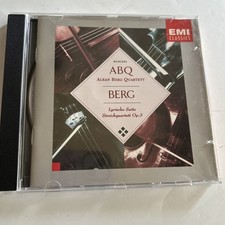 EMI
CLASSICS
ABQ
ALBAN BERG QUARTETT
BERG
Lyrische Suite
Streichquartett Op.3